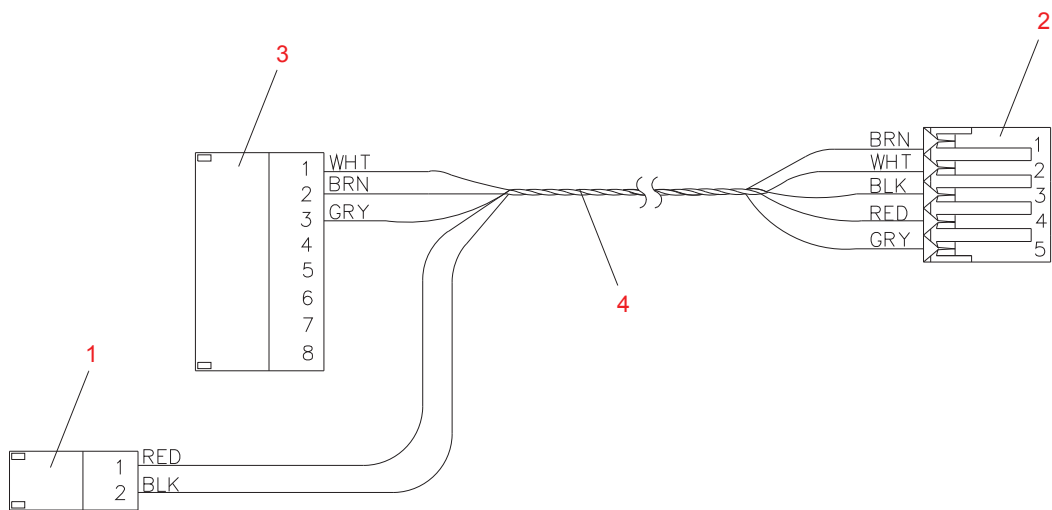 2
3
BRN 1
WHT 2
BLK 3
RED 4
GRY 5
1 WHT
2 BRN
3 GRY
4
5
6
7
8
4
1
1 RED
2 BLK